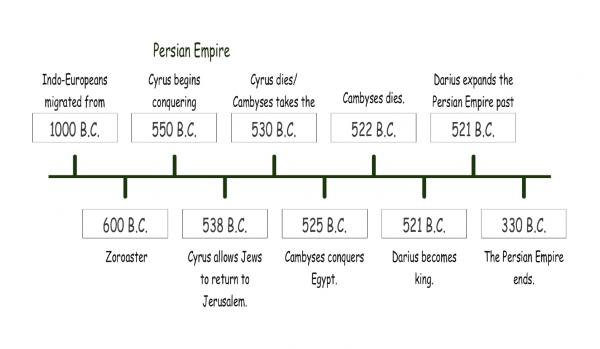 Persian Empire
Indo-Europeans
migrated from
1000 B.C.
Cyrus begins
conquering
550 B.C.
Cyrus dies/
Cambyses takes the
530 B.C.
Cambyses dies.
522 B.C.
Darius expands the
Persian Empire past
521 B.C.
600 B.C.
Zoroaster
538 B.C.
Cyrus allows Jews
to return to
Jerusalem.
525 B.C.
Cambyses conquers
Egypt.
521 B.C.
Darius becomes
king.
330 B.C.
The Persian Empire
ends.